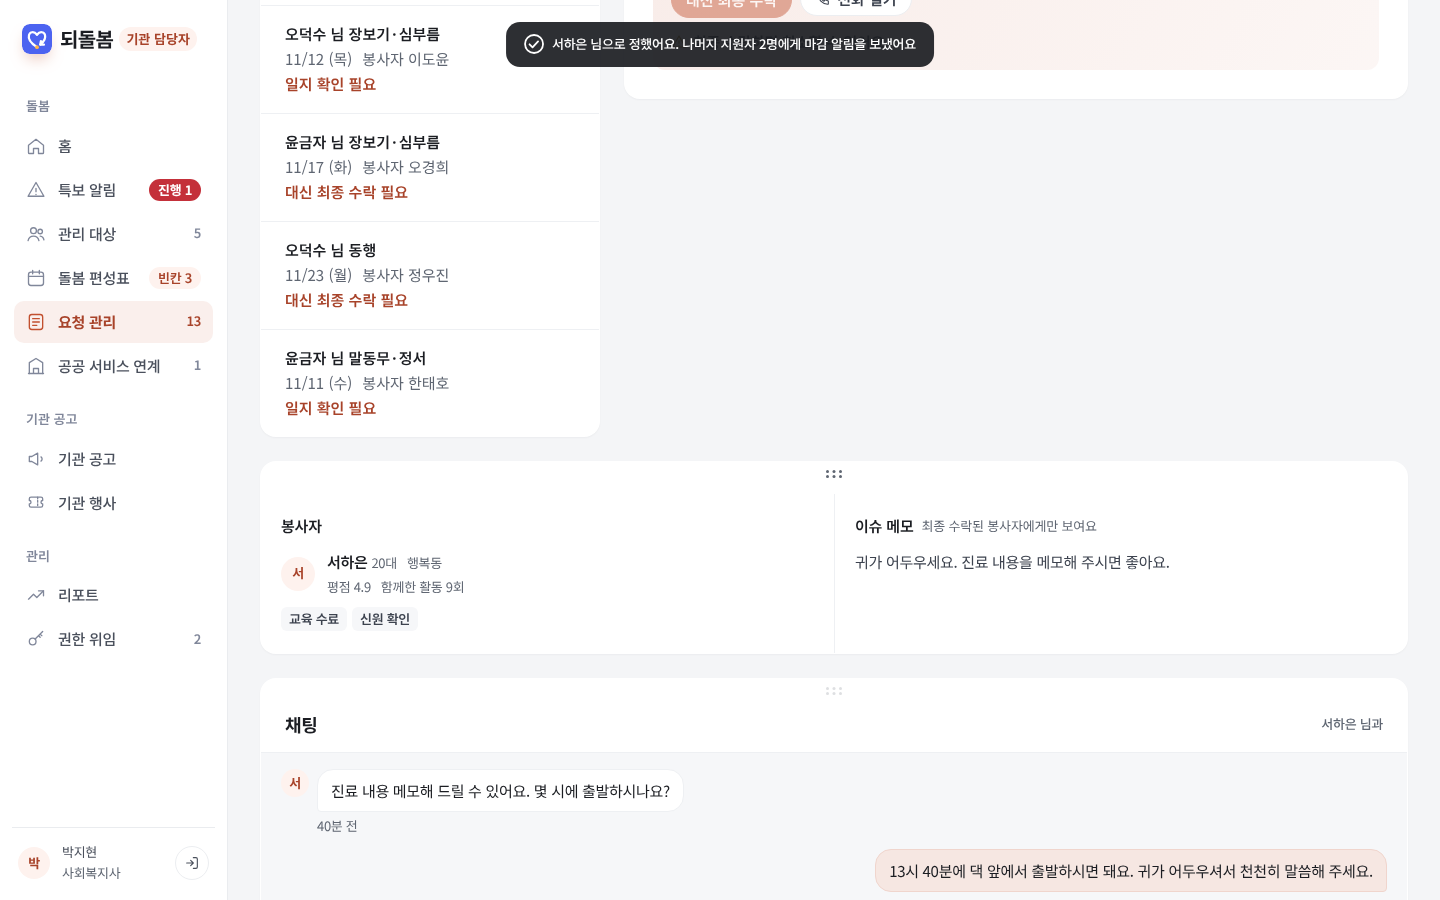 되돌봄 기관 담당자
돌봄
홈
특보 알림 진행 1
관리 대상 5
돌봄 편성표 빈칸 3
요청 관리 13
공공 서비스 연계 1
기관 공고
기관 공고
기관 행사
관리
리포트
권한 위임 2
박 박지현
사회복지사
서하은 님으로 정했어요. 나머지 지원자 2명에게 마감 알림을 보냈어요
오덕수 님 장보기·심부름
11/12 (목) 봉사자 이도윤
일지 확인 필요
윤금자 님 장보기·심부름
11/17 (화) 봉사자 오경희
대신 최종 수락 필요
오덕수 님 동행
11/23 (월) 봉사자 정우진
대신 최종 수락 필요
윤금자 님 말동무·정서
11/11 (수) 봉사자 한태호
일지 확인 필요
봉사자
서 서하은 20대 행복동
평점 4.9 함께한 활동 9회
교육 수료 신원 확인
이슈 메모 최종 수락된 봉사자에게만 보여요
귀가 어두우세요. 진료 내용을 메모해 주시면 좋아요.
채팅 서하은 님과
서 진료 내용 메모해 드릴 수 있어요. 몇 시에 출발하시나요?
40분 전
13시 40분에 댁 앞에서 출발하시면 돼요. 귀가 어두우셔서 천천히 말씀해 주세요.